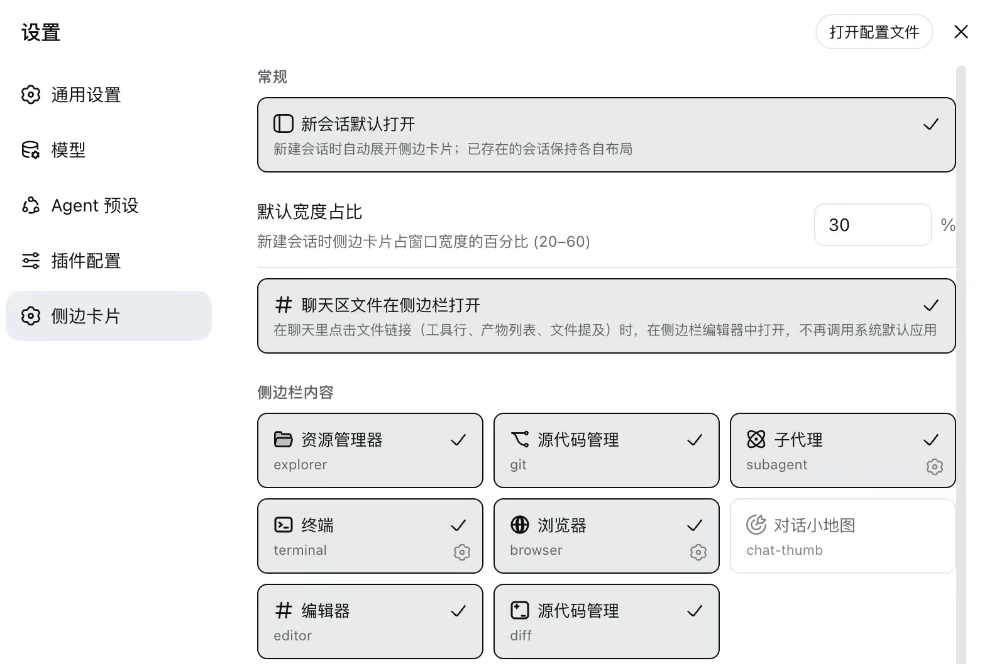 设置
打开配置文件
通用设置
模型
Agent 预设
插件配置
侧边卡片
常规
新会话默认打开
新建会话时自动展开侧边卡片；已存在的会话保持各自布局
默认宽度占比
新建会话时侧边卡片占窗口宽度的百分比 (20–60)
30 %
聊天区文件在侧边栏打开
在聊天里点击文件链接（工具行、产物列表、文件提及）时，在侧边栏编辑器中打开，不再调用系统默认应用
侧边栏内容
资源管理器
explorer
源代码管理
git
子代理
subagent
终端
terminal
浏览器
browser
对话小地图
chat-thumb
编辑器
editor
源代码管理
diff